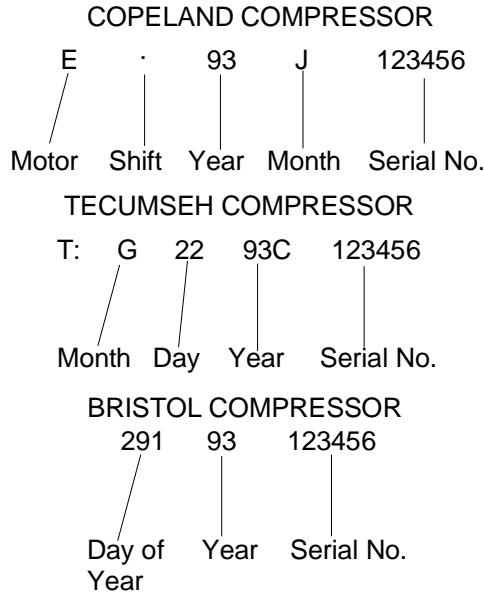 COPELAND COMPRESSOR
E · 93 J 123456
Motor Shift Year Month Serial No.
TECUMSEH COMPRESSOR
T: G 22 93C 123456
Month Day Year Serial No.
BRISTOL COMPRESSOR
291 93 123456
Day of Year Serial No.
Year